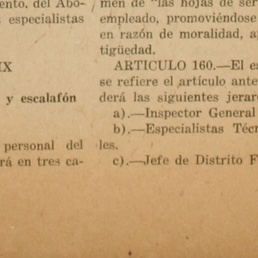 ento, del Abo-
s especialistas
IX
y escalafón
personal del
rá en tres ca-
men de "las hojas de ser
empleado, promoviéndose
en razón de moralidad, a
tigüedad.
ARTICULO 160.—El es
se refiere el artículo ante
derá las siguientes jerar
a).—Inspector General
b).—Especialistas Téc
les.
c).—Jefe de Distrito F